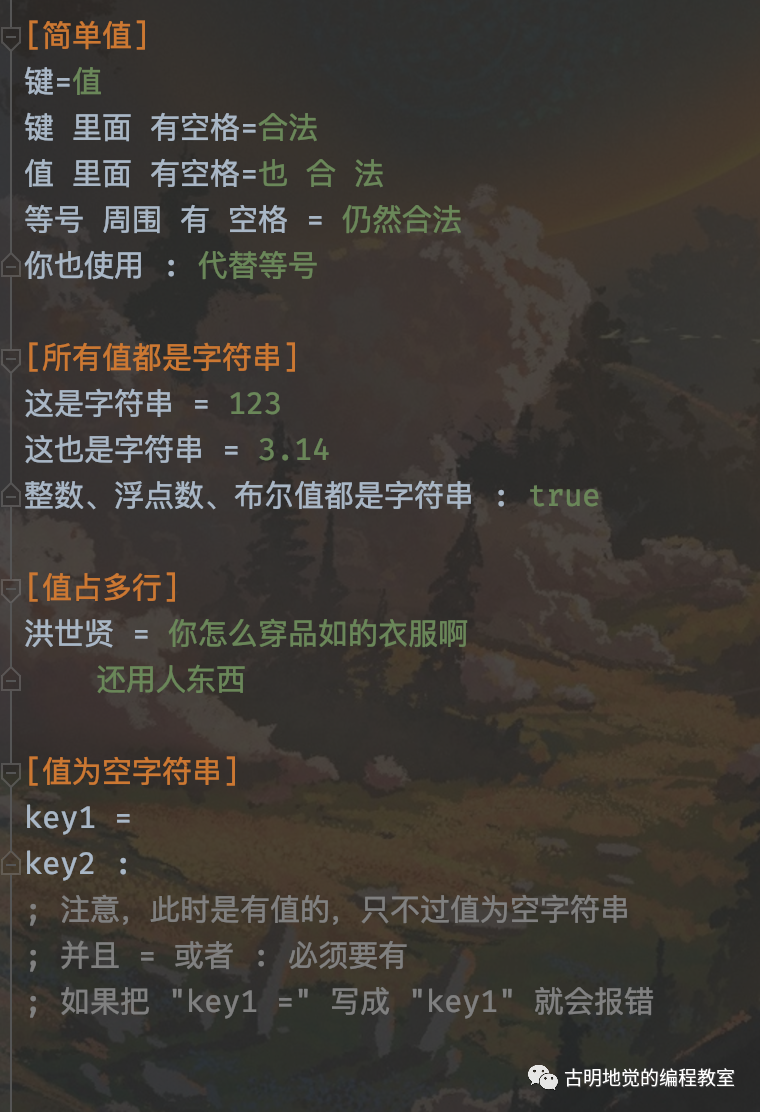 [简单值]
键=值
键 里面 有空格=合法
值 里面 有空格=也 合 法
等号 周围 有 空格 = 仍然合法
你也使用 : 代替等号
[所有值都是字符串]
这是字符串 = 123
这也是字符串 = 3.14
整数、浮点数、布尔值都是字符串 : true
[值占多行]
洪世贤 = 你怎么穿品如的衣服啊
还用人东西
[值为空字符串]
key1 =
key2 :
; 注意，此时是有值的，只不过值为空字符串
; 并且 = 或者 : 必须要有
; 如果把 "key1 =" 写成 "key1" 就会报错
古明地觉的编程教室